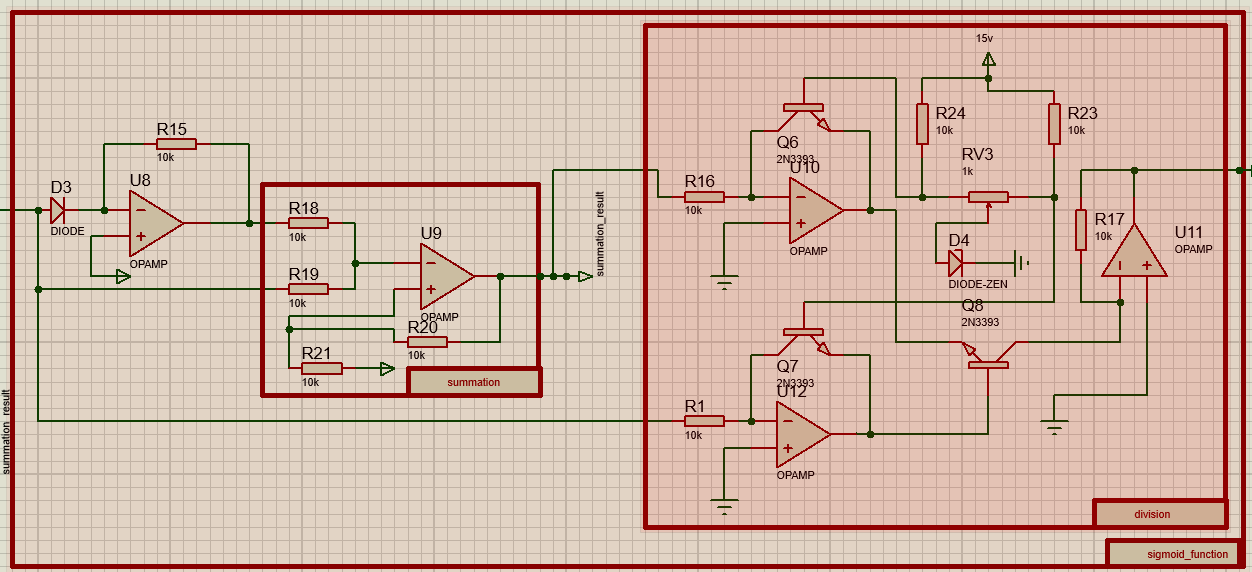 15v
R15
10k
D3
DIODE
U8
OPAMP
R18
10k
R19
10k
U9
OPAMP
R20
10k
R21
10k
summation
summation_result
summation_result
R16
10k
Q6
2N3393
U10
OPAMP
R24
10k
R23
10k
RV3
1k
D4
DIODE-ZEN
R17
10k
U11
OPAMP
Q8
2N3393
Q7
2N3393
U12
OPAMP
R1
10k
division
sigmoid_function